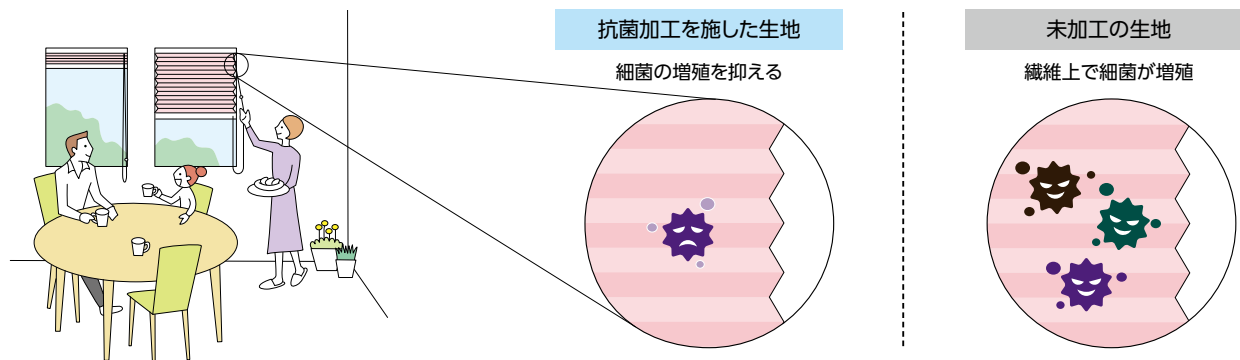 抗菌加工を施した生地
細菌の増殖を抑える
未加工の生地
繊維上で細菌が増殖